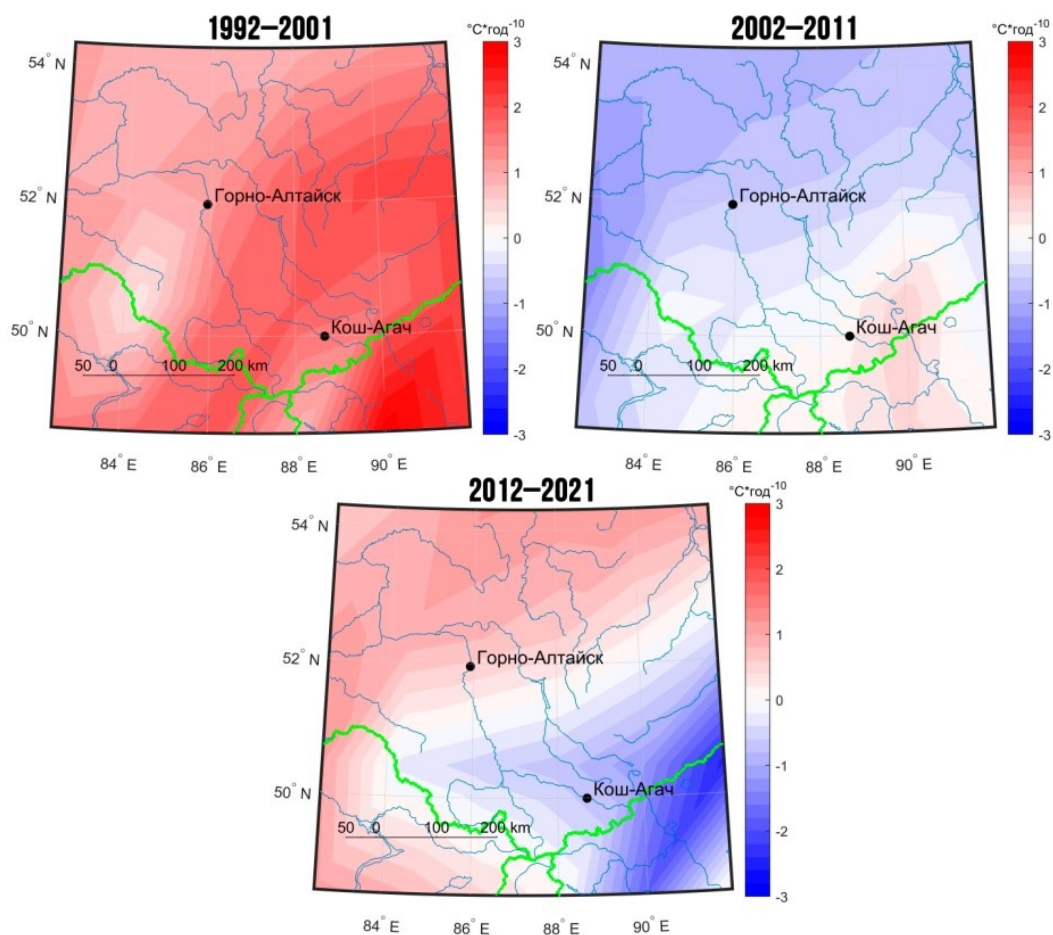 1992–2001
°C*год-10
54° N
52° N
50° N
Горно-Алтайск
Кош-Агач
50 0 100 200 km
84° E 86° E 88° E 90° E
3
2
1
0
-1
-2
-3
2002–2011
°C*год-10
54° N
52° N
50° N
Горно-Алтайск
Кош-Агач
50 0 100 200 km
84° E 86° E 88° E 90° E
3
2
1
0
-1
-2
-3
2012–2021
°C*год-10
54° N
52° N
50° N
Горно-Алтайск
Кош-Агач
50 0 100 200 km
84° E 86° E 88° E 90° E
3
2
1
0
-1
-2
-3